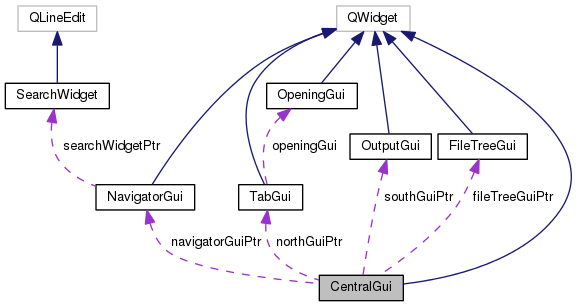 QLineEdit
QWidget
SearchWidget
OpeningGui
searchWidgetPtr
openingGui
OutputGui
FileTreeGui
NavigatorGui
TabGui
southGuiPtr
fileTreeGuiPtr
navigatorGuiPtr
northGuiPtr
CentralGui